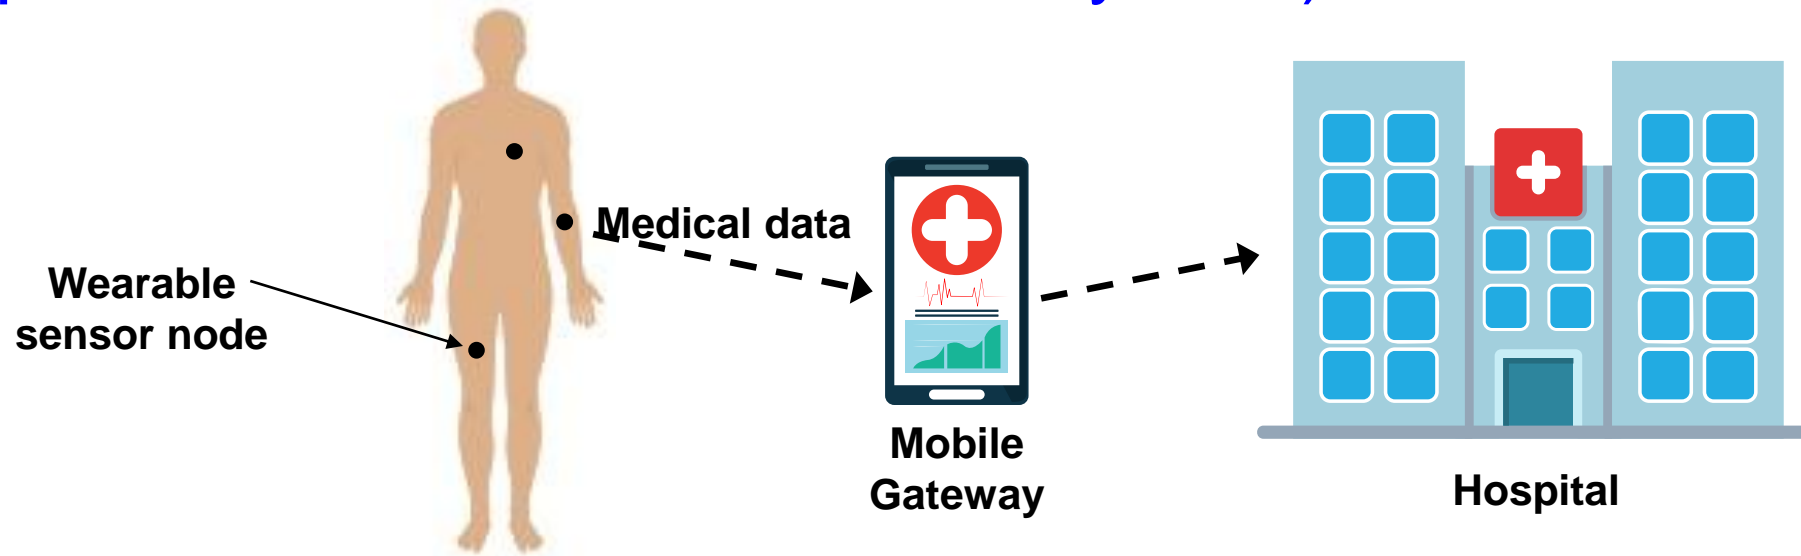 Medical data
Wearable
sensor node
Mobile
Gateway
Hospital